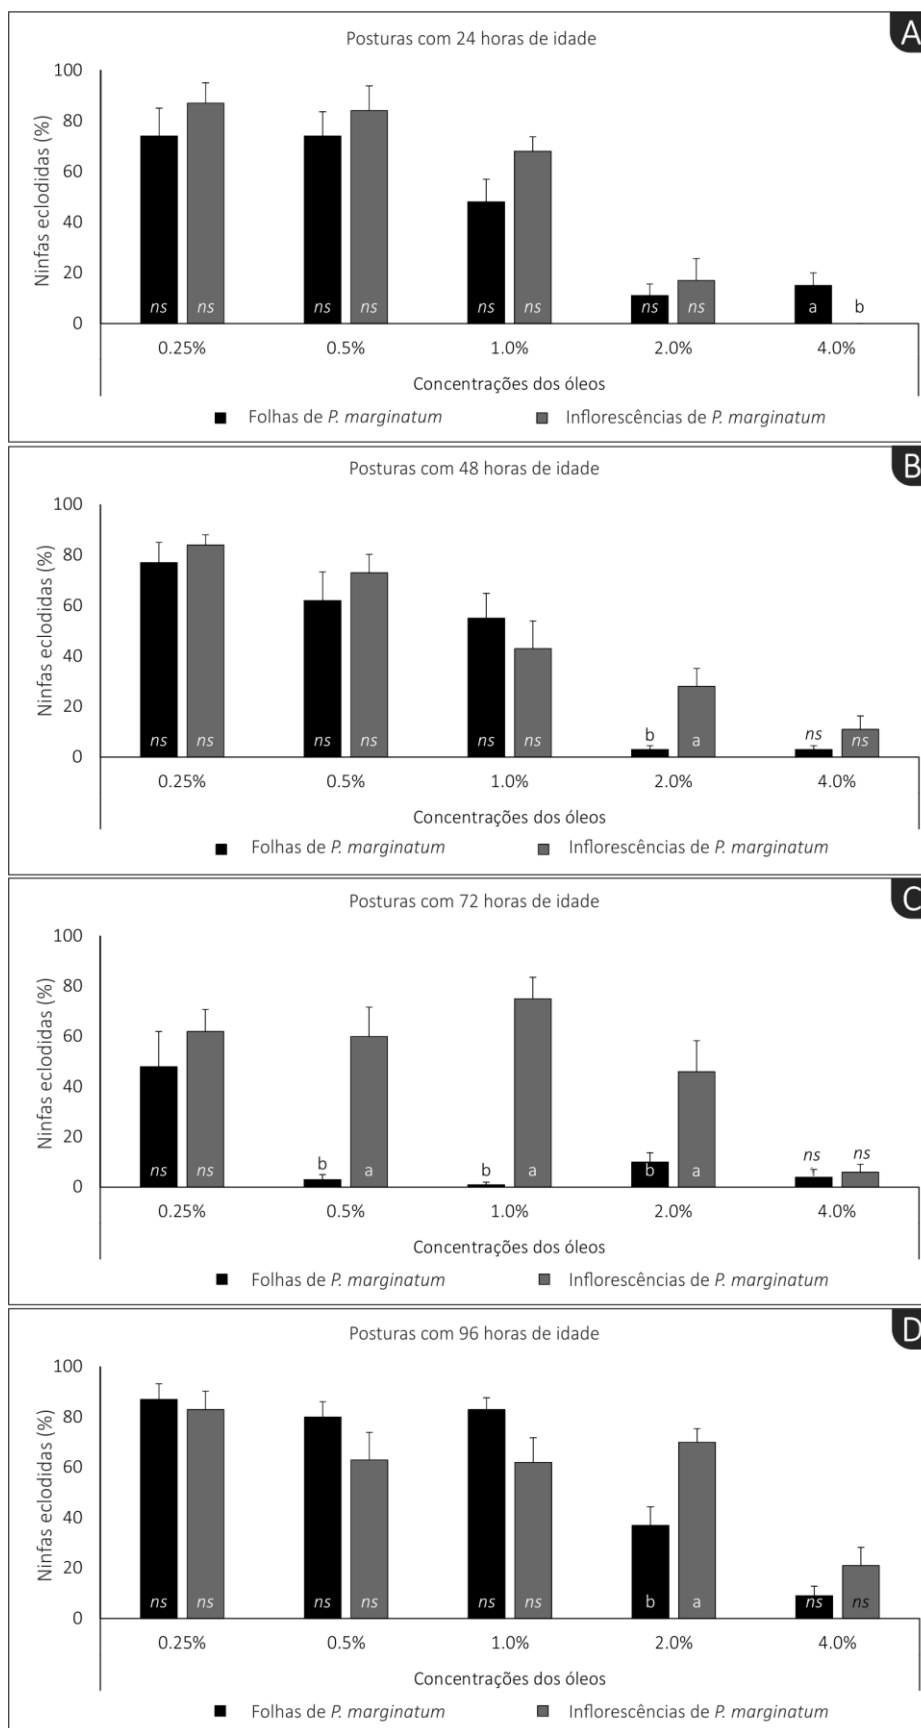 Posturas com 24 horas de idade
A
Ninfas eclodidas (%)
100
80
60
40
20
0
ns ns ns ns ns ns ns ns a b
0.25% 0.5% 1.0% 2.0% 4.0%
Concentrações dos óleos
Folhas de P. marginatum Inflorescências de P. marginatum
Posturas com 48 horas de idade
B
Ninfas eclodidas (%)
100
80
60
40
20
0
ns ns ns ns ns ns b a ns ns
0.25% 0.5% 1.0% 2.0% 4.0%
Concentrações dos óleos
Folhas de P. marginatum Inflorescências de P. marginatum
Posturas com 72 horas de idade
C
Ninfas eclodidas (%)
100
80
60
40
20
0
ns ns b a b a b a ns ns
0.25% 0.5% 1.0% 2.0% 4.0%
Concentrações dos óleos
Folhas de P. marginatum Inflorescências de P. marginatum
Posturas com 96 horas de idade
D
Ninfas eclodidas (%)
100
80
60
40
20
0
ns ns ns ns ns ns b a ns ns
0.25% 0.5% 1.0% 2.0% 4.0%
Concentrações dos óleos
Folhas de P. marginatum Inflorescências de P. marginatum